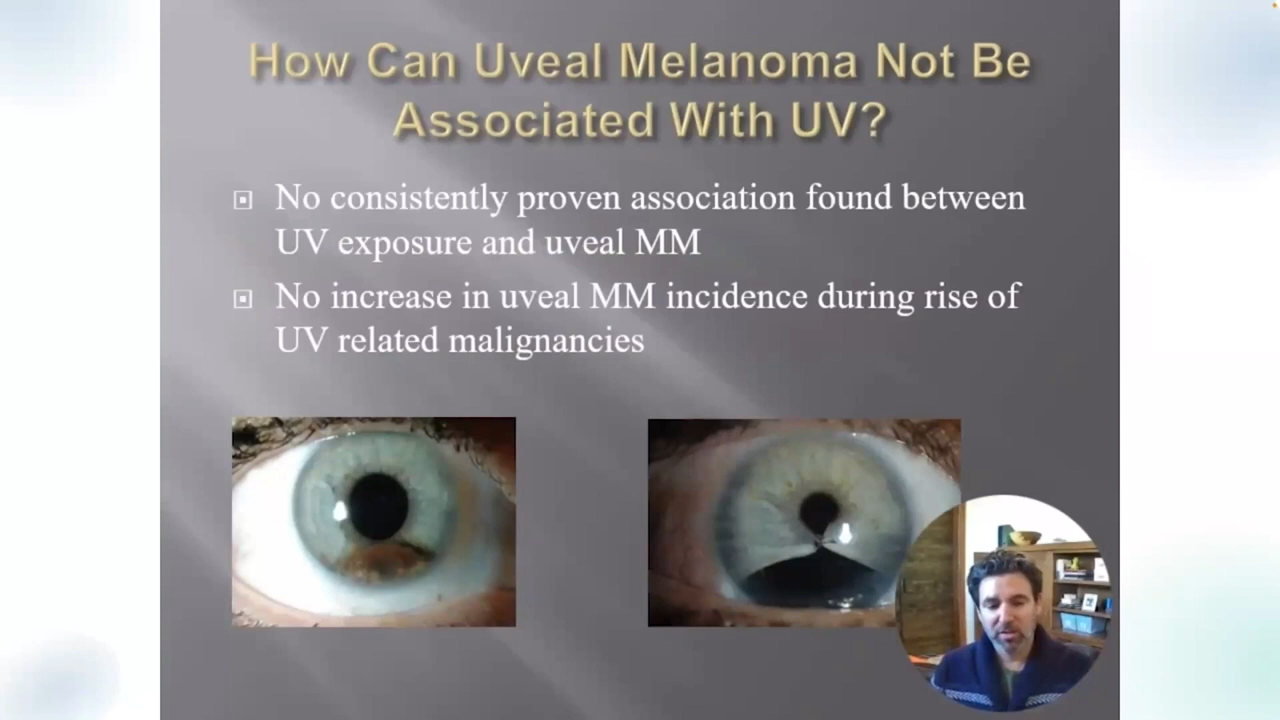 How Can Uveal Melanoma Not Be
Associated With UV?
No consistently proven association found between
UV exposure and uveal MM
No increase in uveal MM incidence during rise of
UV related malignancies